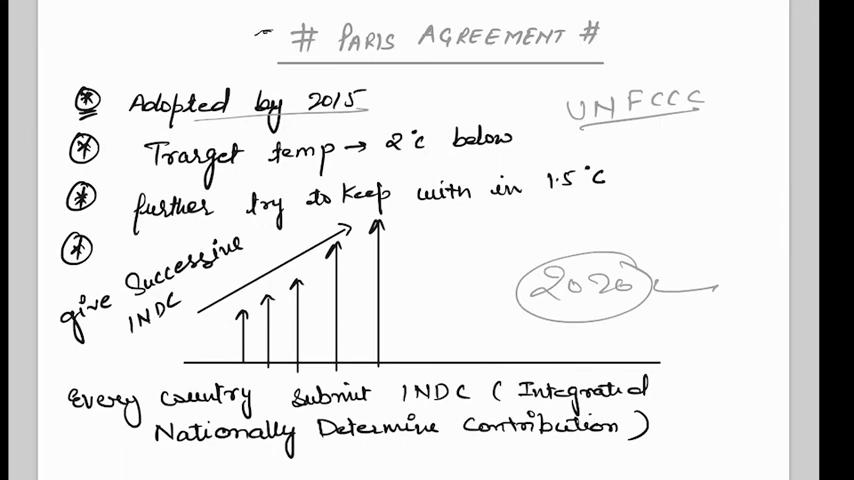 # PARIS AGREEMENT #
UNFCCC
Adopted by 2015
Trarget temp → 2°C below
further try to keep with in 1.5°C
give Successive
INDC
2020
Every country submit INDC ( Integrated
Nationally Determine Contribution )